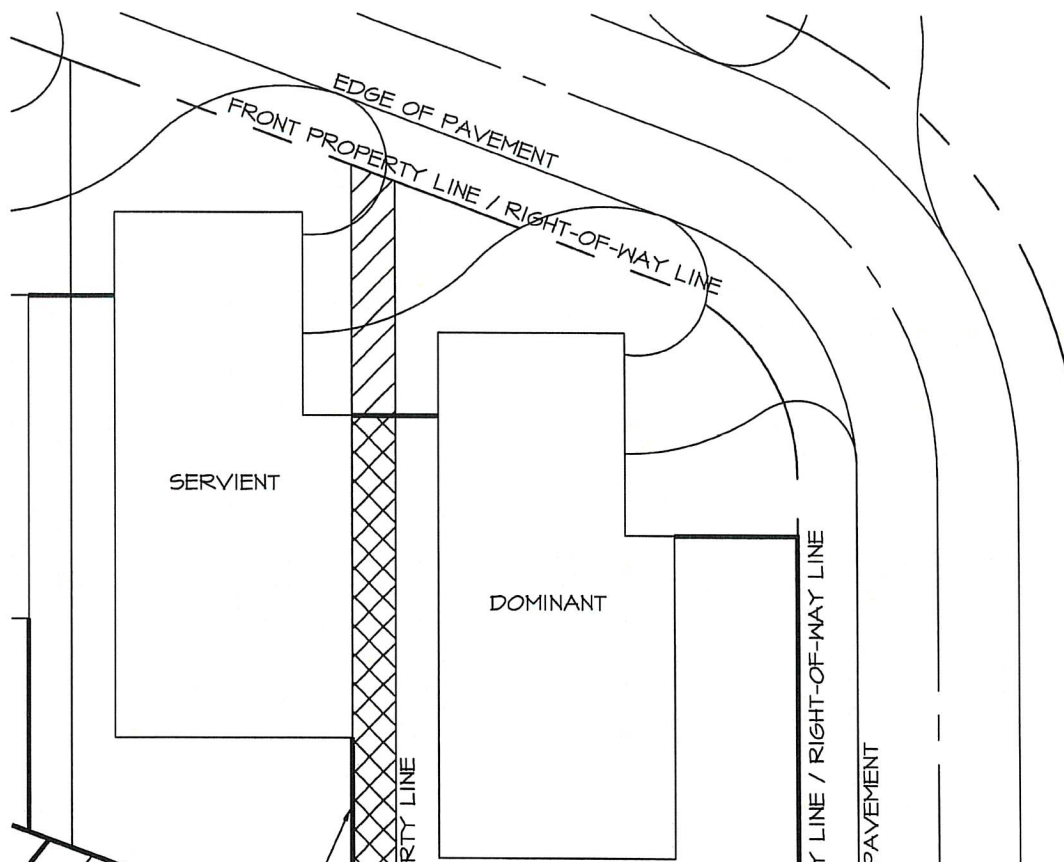 EDGE OF PAVEMENT
FRONT PROPERTY LINE / RIGHT-OF-WAY LINE
SERVIENT
DOMINANT
RTY LINE
Y LINE / RIGHT-OF-WAY LINE
PAVEMENT